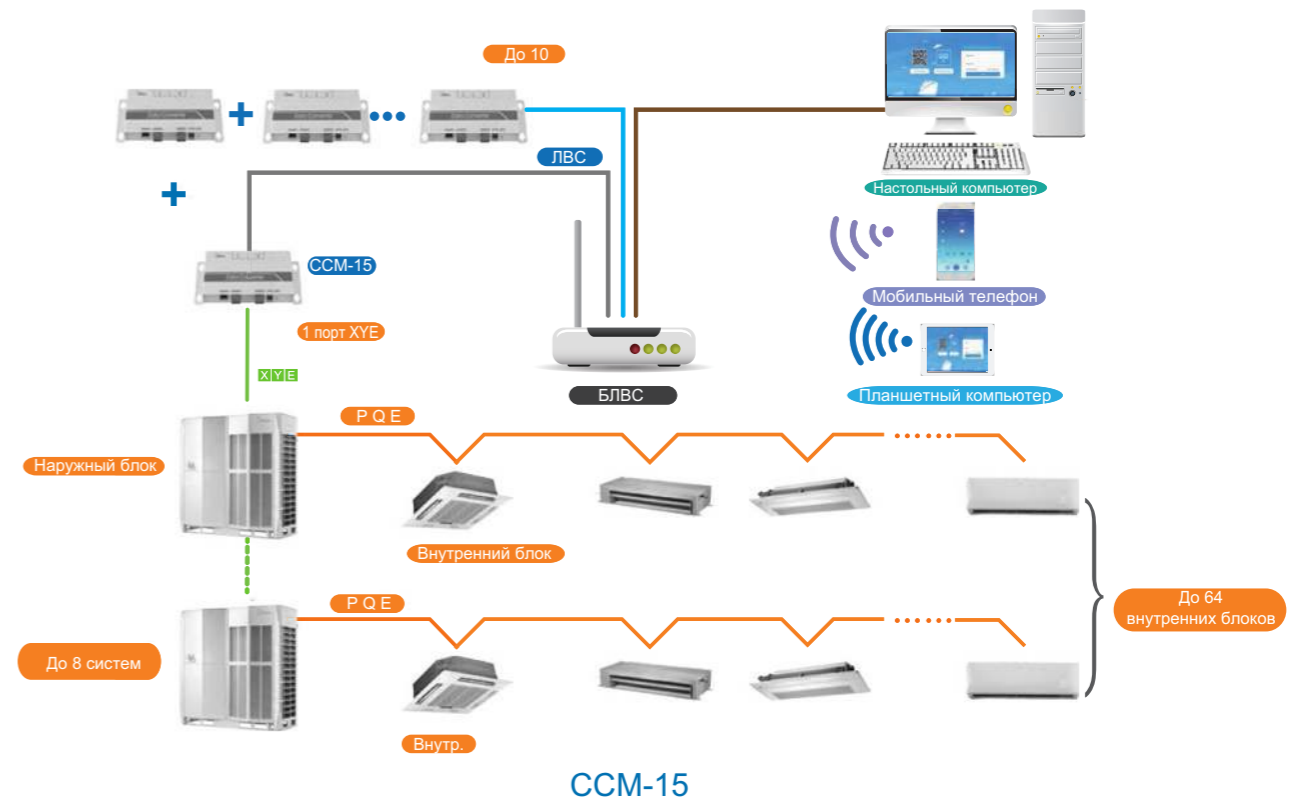 До 10
ЛВС
Настольный компьютер
CCM-15
Мобильный телефон
1 порт XYE
X Y E
БЛВС
Планшетный компьютер
P Q E
Наружный блок
Внутренний блок
До 64
внутренних блоков
P Q E
До 8 систем
Внутр.
CCM-15